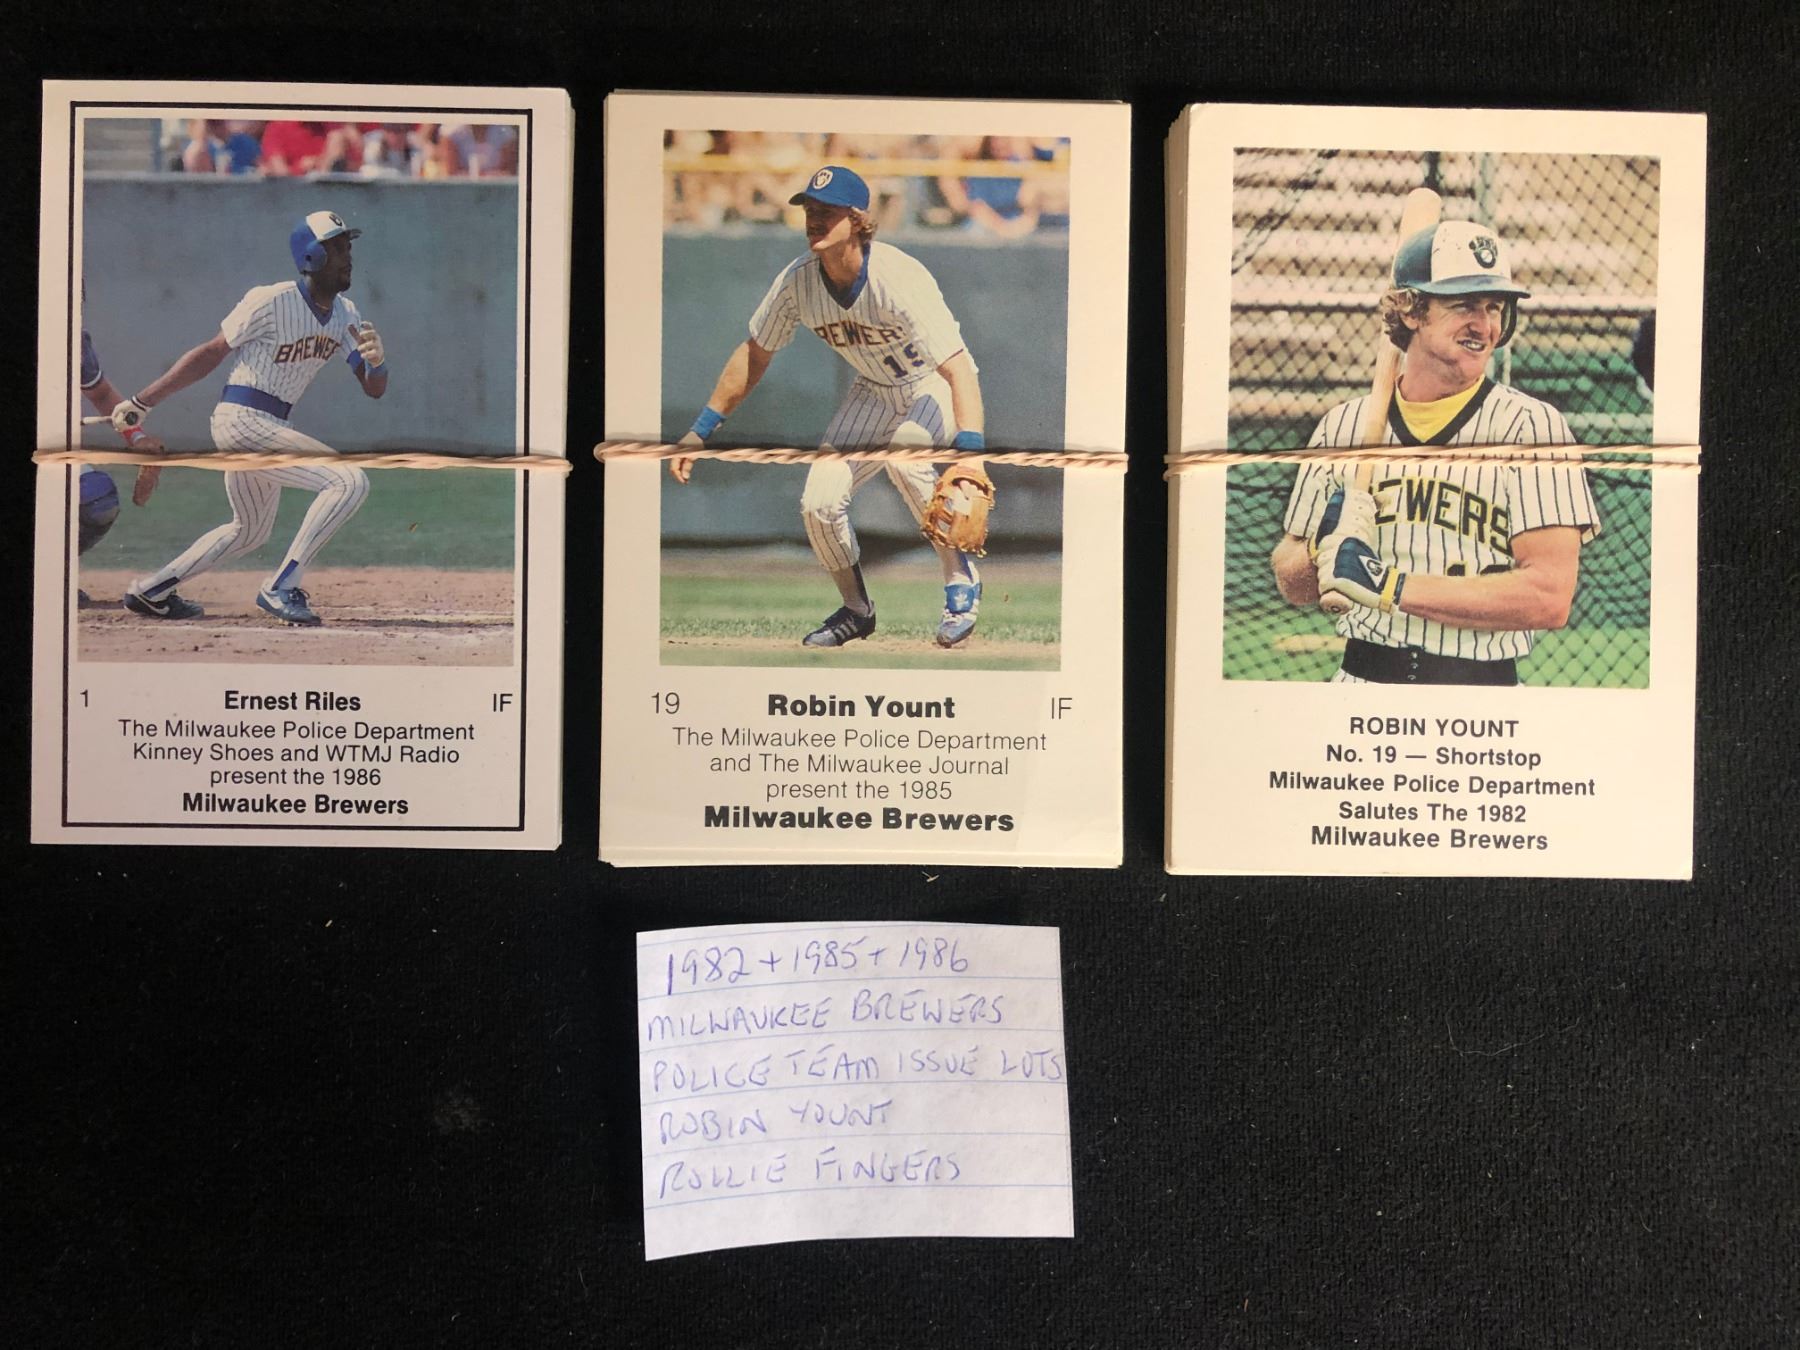 1 Ernest Riles IF
The Milwaukee Police Department
Kinney Shoes and WTMJ Radio
present the 1986
Milwaukee Brewers
BREWE
19 Robin Yount IF
The Milwaukee Police Department
and The Milwaukee Journal
present the 1985
Milwaukee Brewers
BREWER
19
ROBIN YOUNT
No. 19 — Shortstop
Milwaukee Police Department
Salutes The 1982
Milwaukee Brewers
EWERS
1982 + 1985 + 1986
MILWAUKEE BREWERS
POLICE TEAM ISSUE LOTS
ROBIN YOUNT
ROLLIE FINGERS